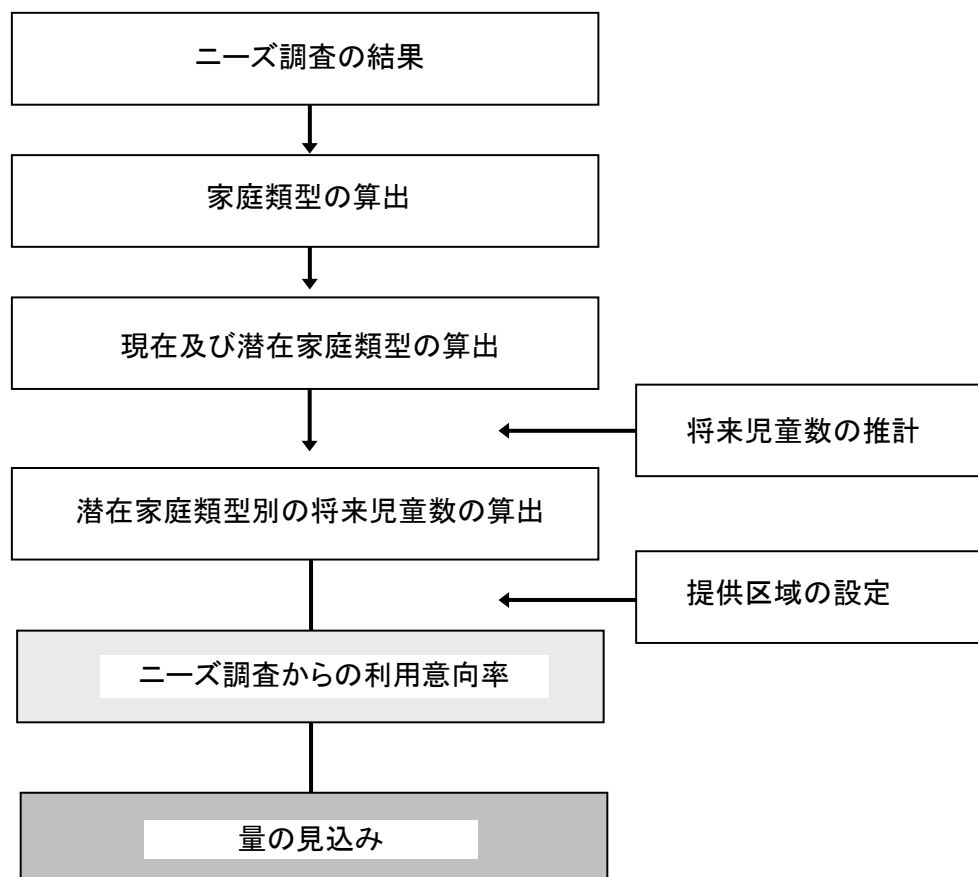 ニーズ調査の結果
家庭類型の算出
現在及び潜在家庭類型の算出
将来児童数の推計
潜在家庭類型別の将来児童数の算出
提供区域の設定
ニーズ調査からの利用意向率
量の見込み